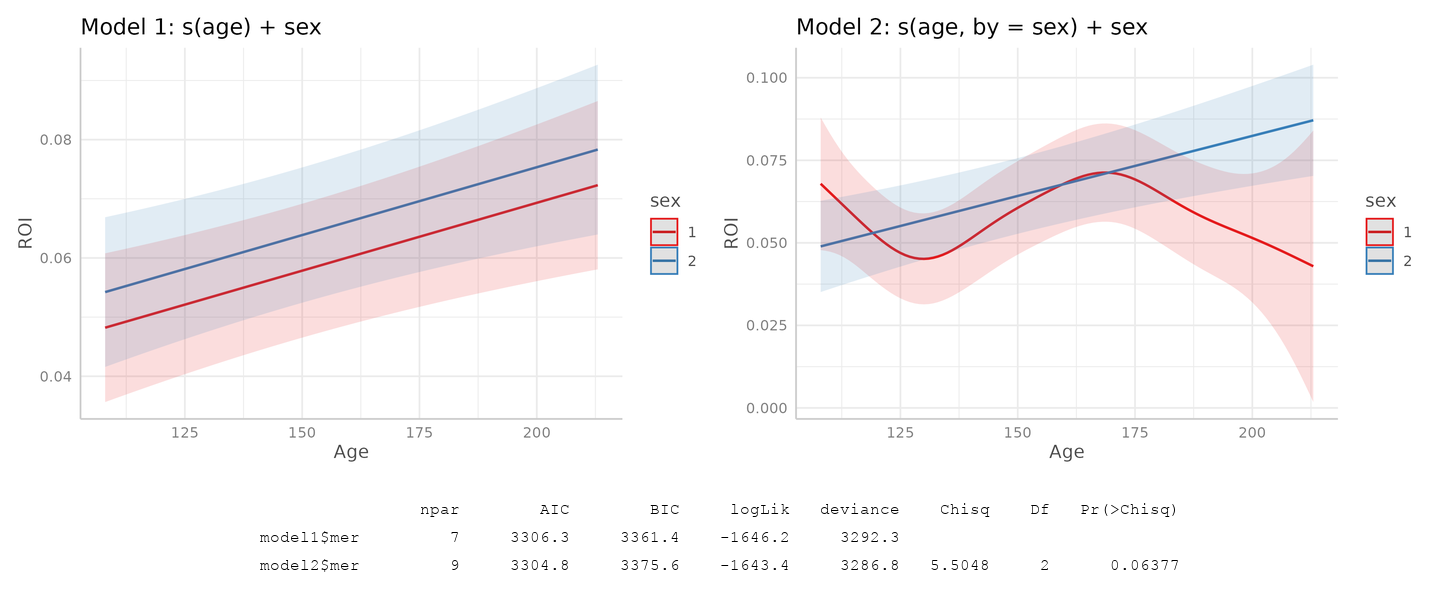 Model 1: s(age) + sex
0.08
0.06
0.04
ROI
125 150 175 200
Age
sex
1
2
Model 2: s(age, by = sex) + sex
0.100
0.075
0.050
0.025
0.000
ROI
125 150 175 200
Age
sex
1
2
npar AIC BIC logLik deviance Chisq Df Pr(>Chisq)
model1$mer 7 3306.3 3361.4 -1646.2 3292.3
model2$mer 9 3304.8 3375.6 -1643.4 3286.8 5.5048 2 0.06377